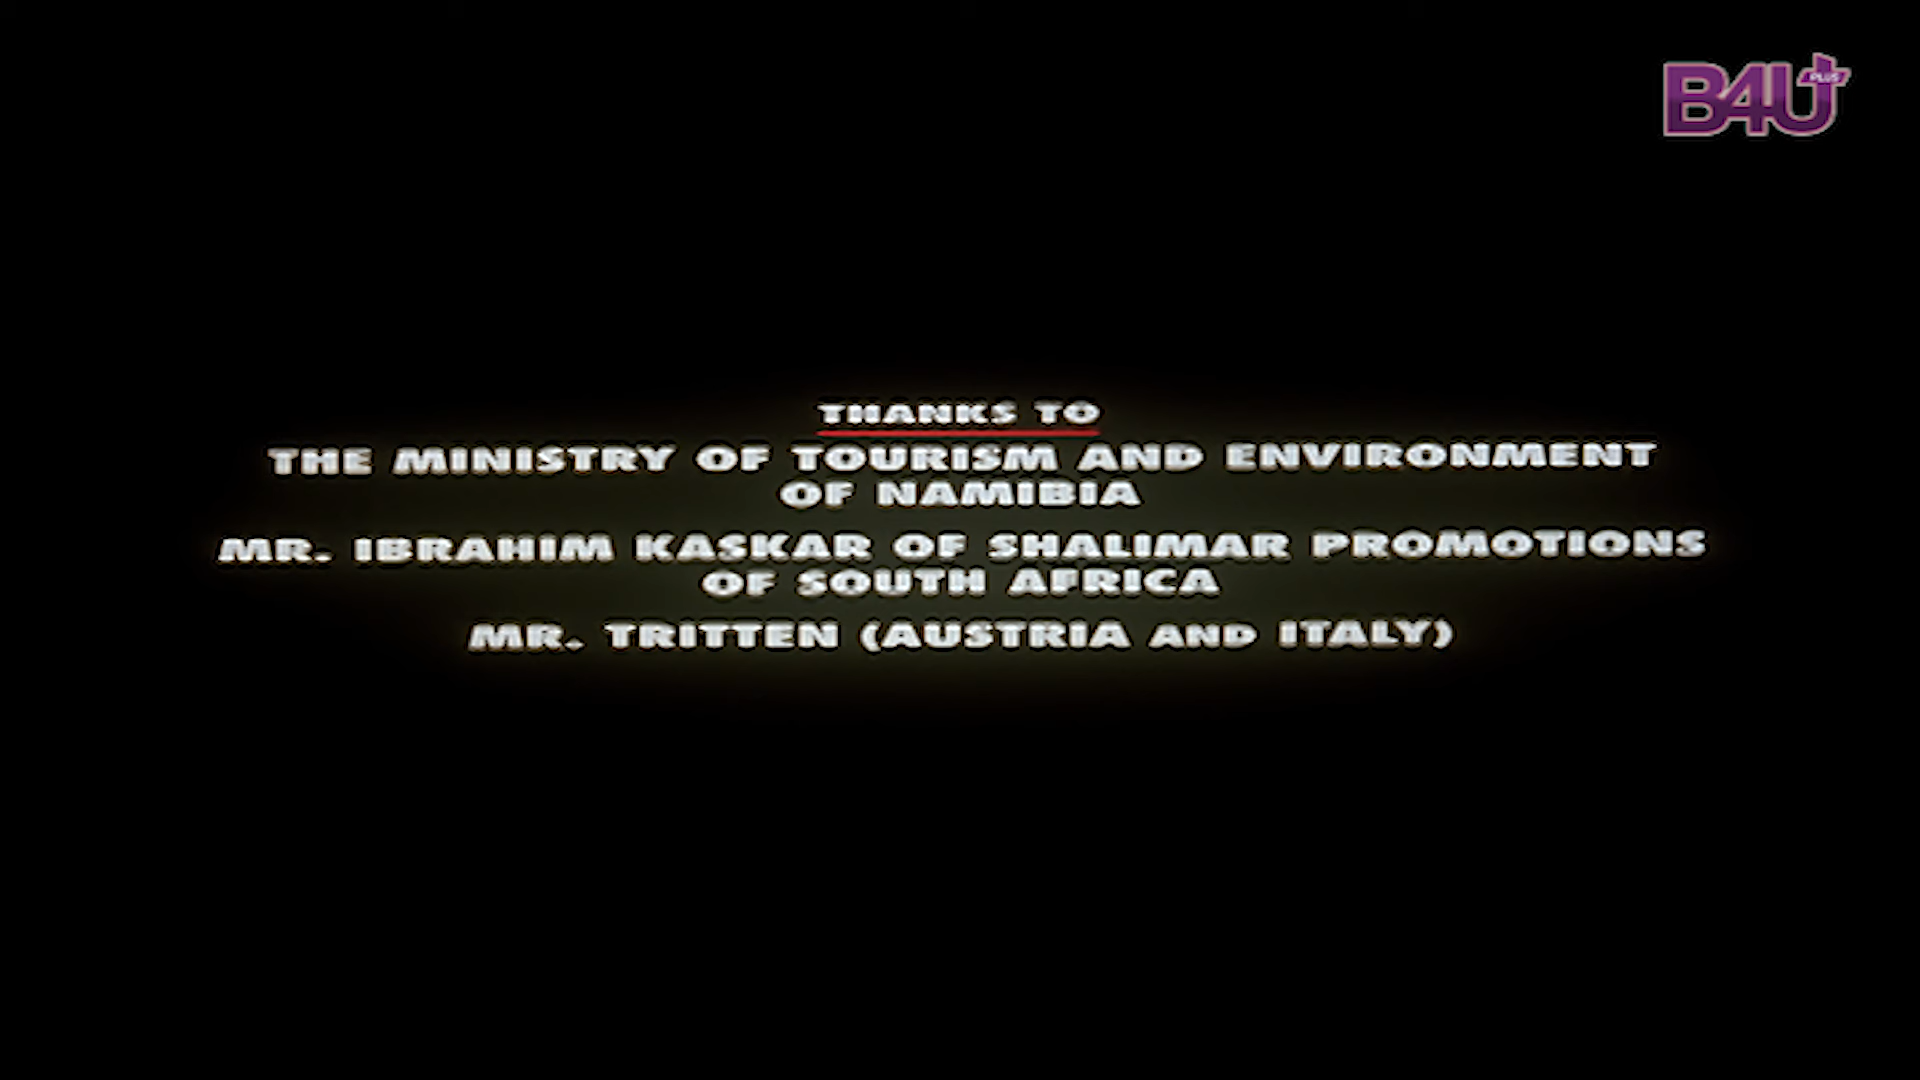 B4U PLUS
THANKS TO
THE MINISTRY OF TOURISM AND ENVIRONMENT
OF NAMIBIA
MR. IBRAHIM KASKAR OF SHALIMAR PROMOTIONS
OF SOUTH AFRICA
MR. TRITTEN (AUSTRIA AND ITALY)